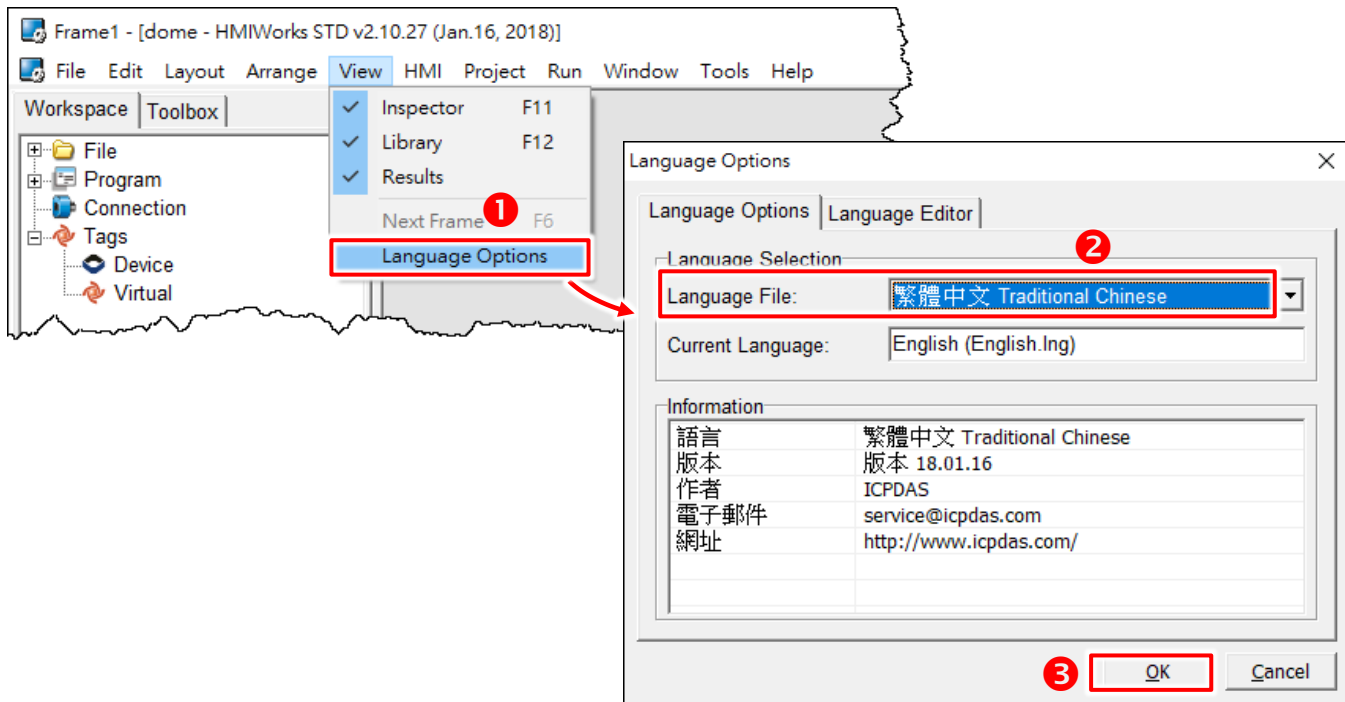 Frame1 - [dome - HMIWorks STD v2.10.27 (Jan.16, 2018)]
File Edit Layout Arrange View HMI Project Run Window Tools Help
Workspace Toolbox
File
Program
Connection
Tags
Device
Virtual
Inspector F11
Library F12
Results
Next Frame F6
1
Language Options
Language Options
Language Options Language Editor
2
Language Selection
Language File: 繁體中文 Traditional Chinese
Current Language: English (English.lng)
Information
語言 繁體中文 Traditional Chinese
版本 版本 18.01.16
作者 ICPDAS
電子郵件 service@icpdas.com
網址 http://www.icpdas.com/
3 OK Cancel